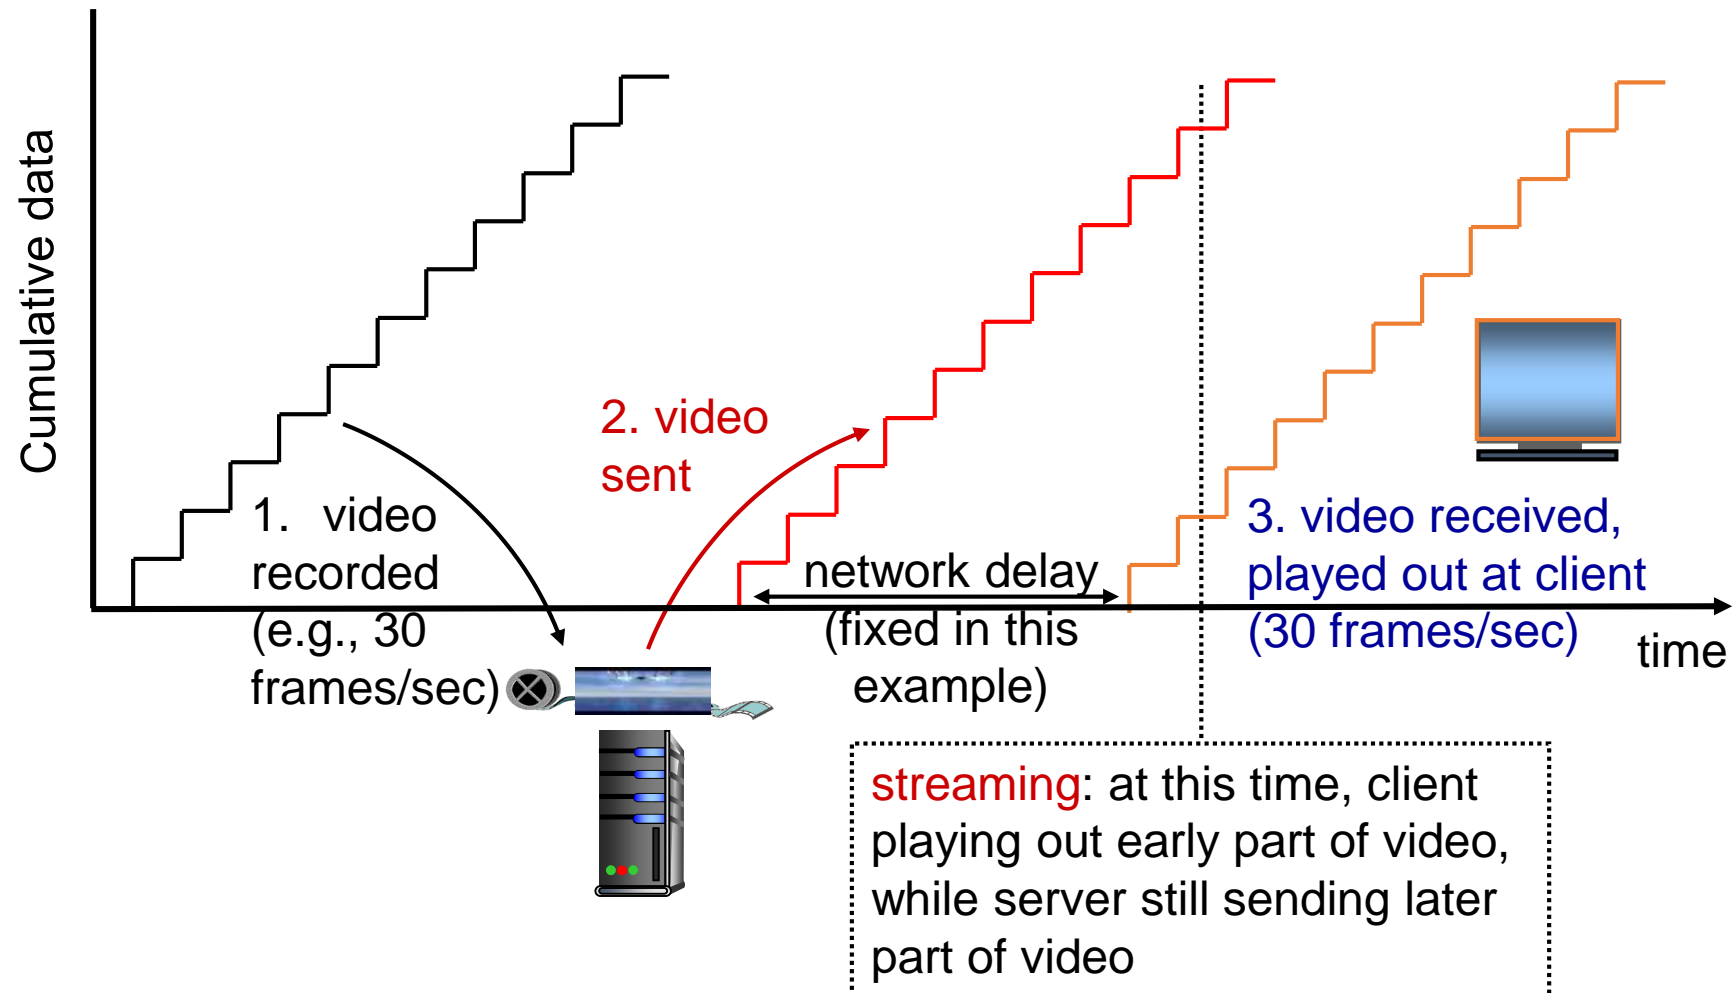 Cumulative data
1. video
recorded
(e.g., 30
frames/sec)
2. video
sent
network delay
(fixed in this
example)
3. video received,
played out at client
(30 frames/sec)
time
streaming: at this time, client
playing out early part of video,
while server still sending later
part of video